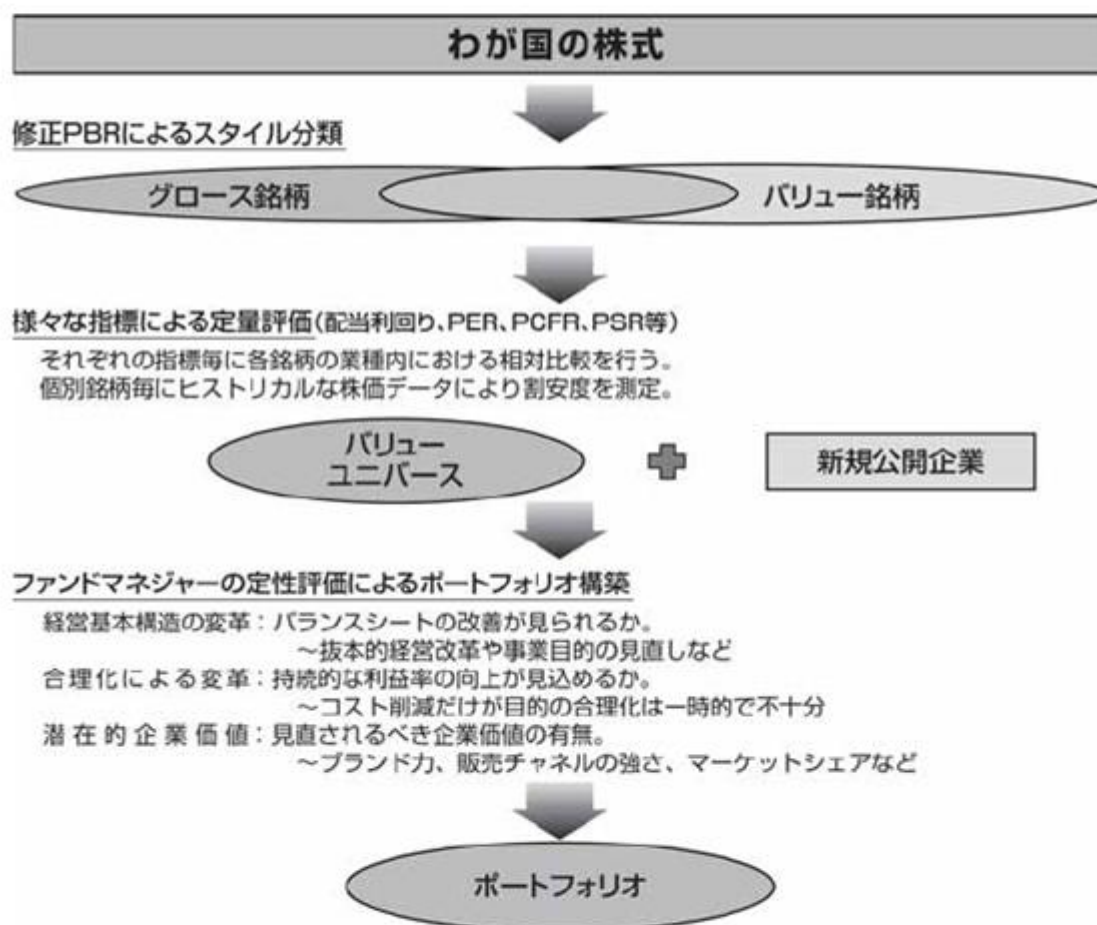 わが国の株式
修正PBRによるスタイル分類
グロース銘柄
バリュー銘柄
様々な指標による定量評価(配当利回り、PER、PCFR、PSR等)
それぞれの指標毎に各銘柄の業種内における相対比較を行う。
個別銘柄毎にヒストリカルな株価データにより割安度を測定。
バリュー
ユニバース
新規公開企業
ファンドマネジャーの定性評価によるポートフォリオ構築
経営基本構造の変革：バランスシートの改善が見られるか。
～抜本的経営改革や事業目的の見直しなど
合理化による変革：持続的な利益率の向上が見込めるか。
～コスト削減だけが目的の合理化は一時的で不十分
潜在的企業価値：見直されるべき企業価値の有無。
～ブランド力、販売チャネルの強さ、マーケットシェアなど
ポートフォリオ